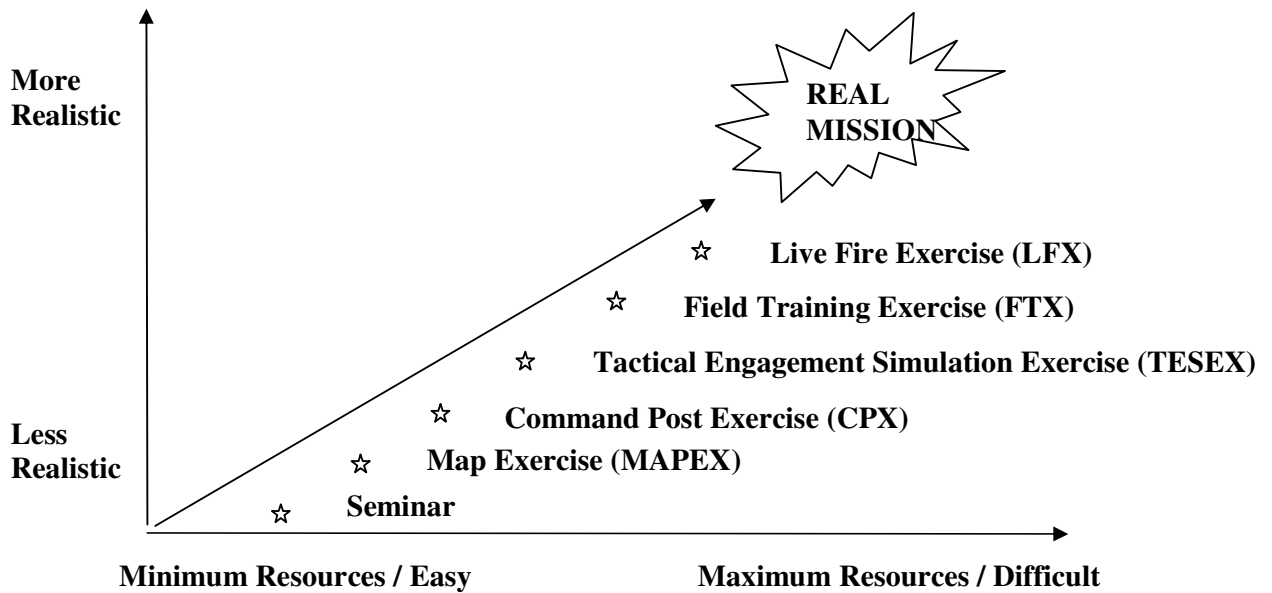 More
Realistic
REAL
MISSION
Live Fire Exercise (LFX)
Field Training Exercise (FTX)
Tactical Engagement Simulation Exercise (TESEX)
Command Post Exercise (CPX)
Less
Realistic
Map Exercise (MAPEX)
Seminar
Minimum Resources / Easy
Maximum Resources / Difficult